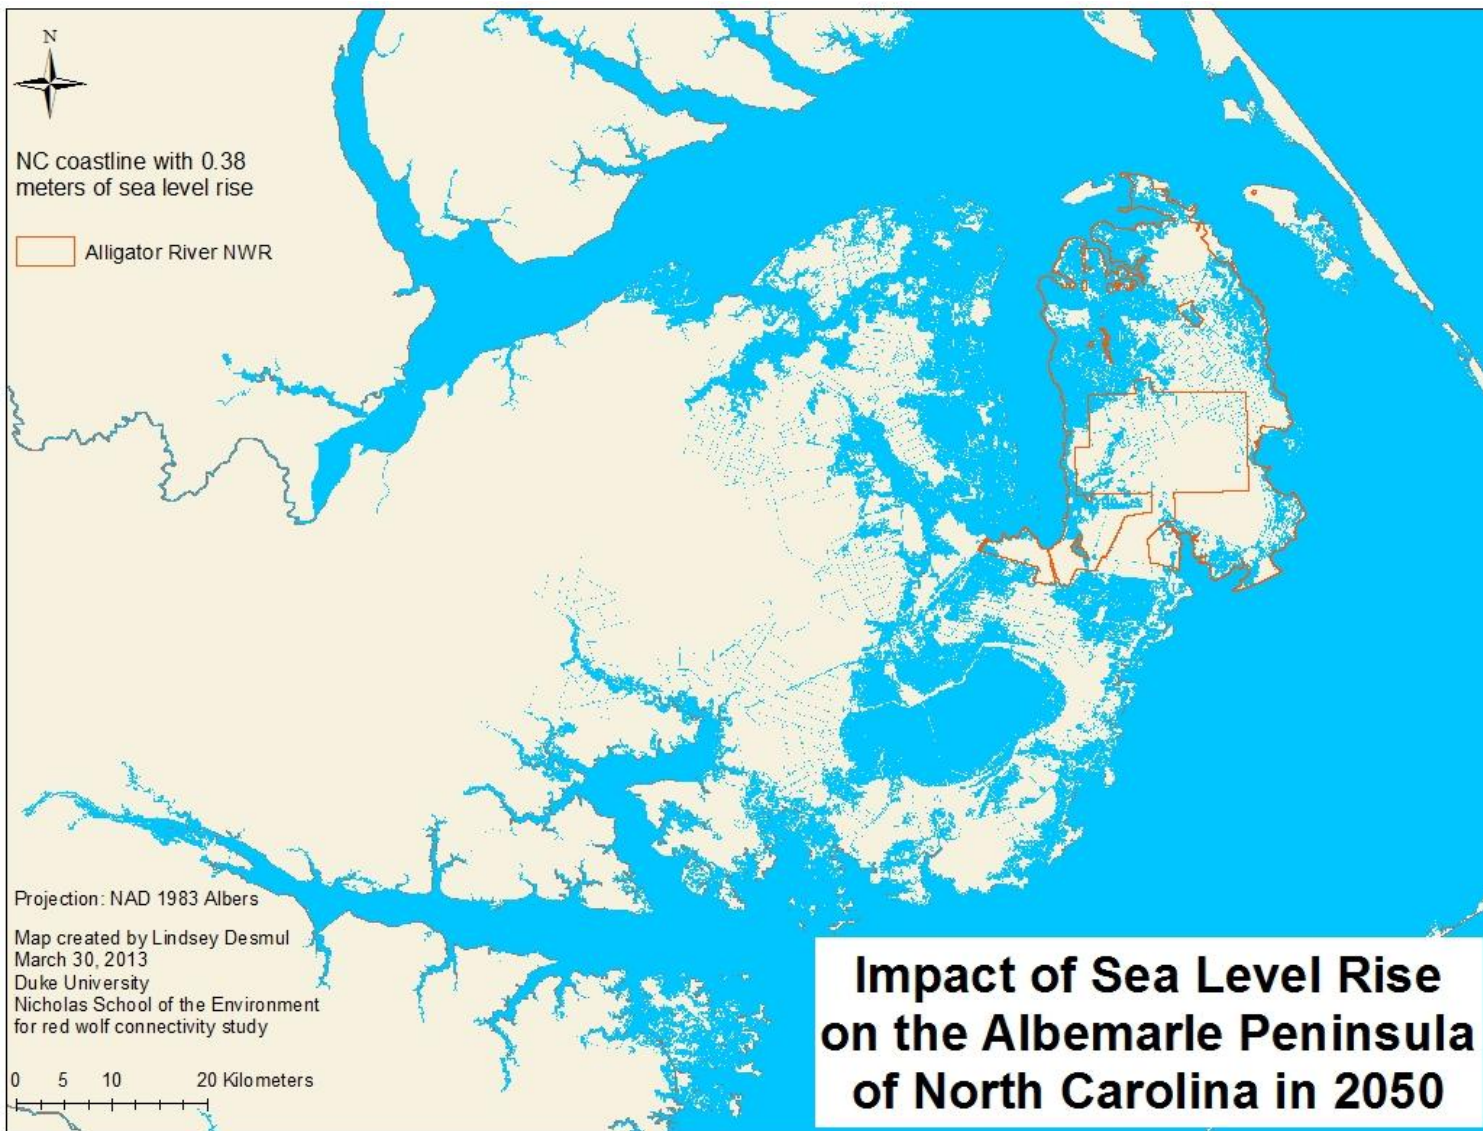 N
NC coastline with 0.38
meters of sea level rise
Alligator River NWR
Projection: NAD 1983 Albers
Map created by Lindsey Desmul
March 30, 2013
Duke University
Nicholas School of the Environment
for red wolf connectivity study
0 5 10 20 Kilometers
Impact of Sea Level Rise
on the Albemarle Peninsula
of North Carolina in 2050